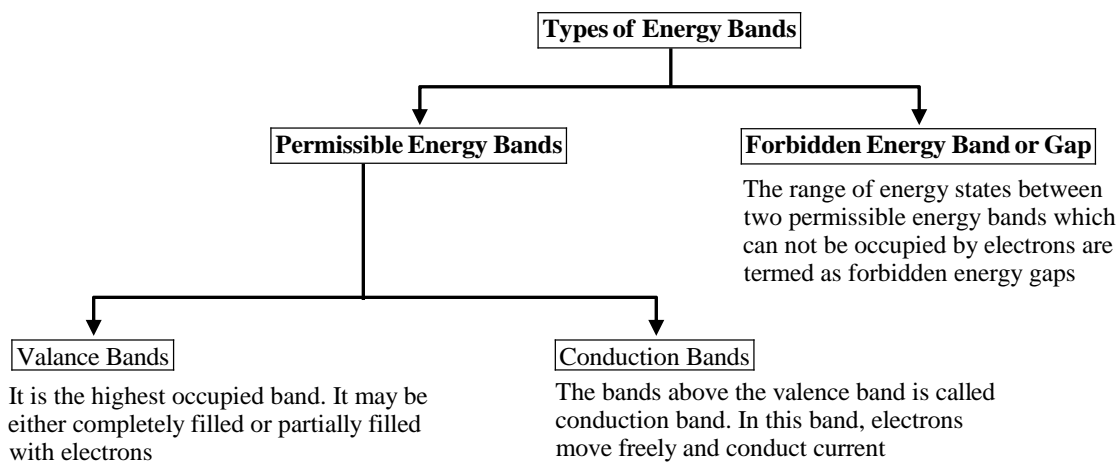 Types of Energy Bands
Permissible Energy Bands
Forbidden Energy Band or Gap
The range of energy states between
two permissible energy bands which
can not be occupied by electrons are
termed as forbidden energy gaps
Valance Bands
It is the highest occupied band. It may be
either completely filled or partially filled
with electrons
Conduction Bands
The bands above the valence band is called
conduction band. In this band, electrons
move freely and conduct current